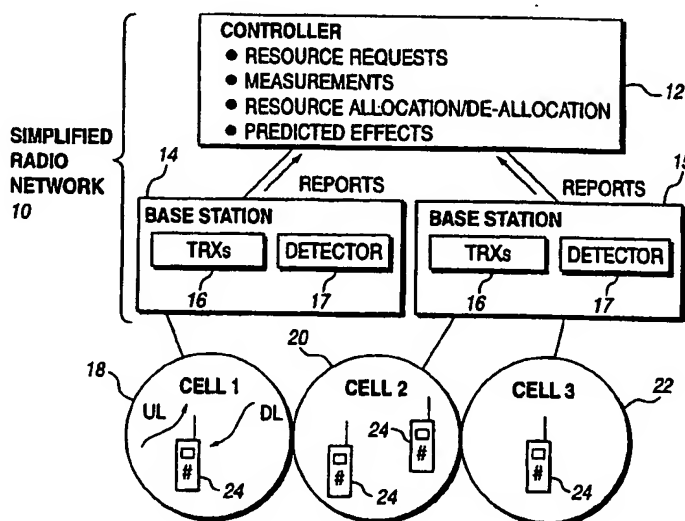 CONTROLLER
● RESOURCE REQUESTS
● MEASUREMENTS
● RESOURCE ALLOCATION/DE-ALLOCATION
● PREDICTED EFFECTS
12
SIMPLIFIED
RADIO
NETWORK
10
14
REPORTS
REPORTS
15
BASE STATION
TRXs
DETECTOR
16
17
BASE STATION
TRXs
DETECTOR
16
17
18
CELL 1
UL
DL
#
24
20
CELL 2
24
#
#
24
CELL 3
22
#
24